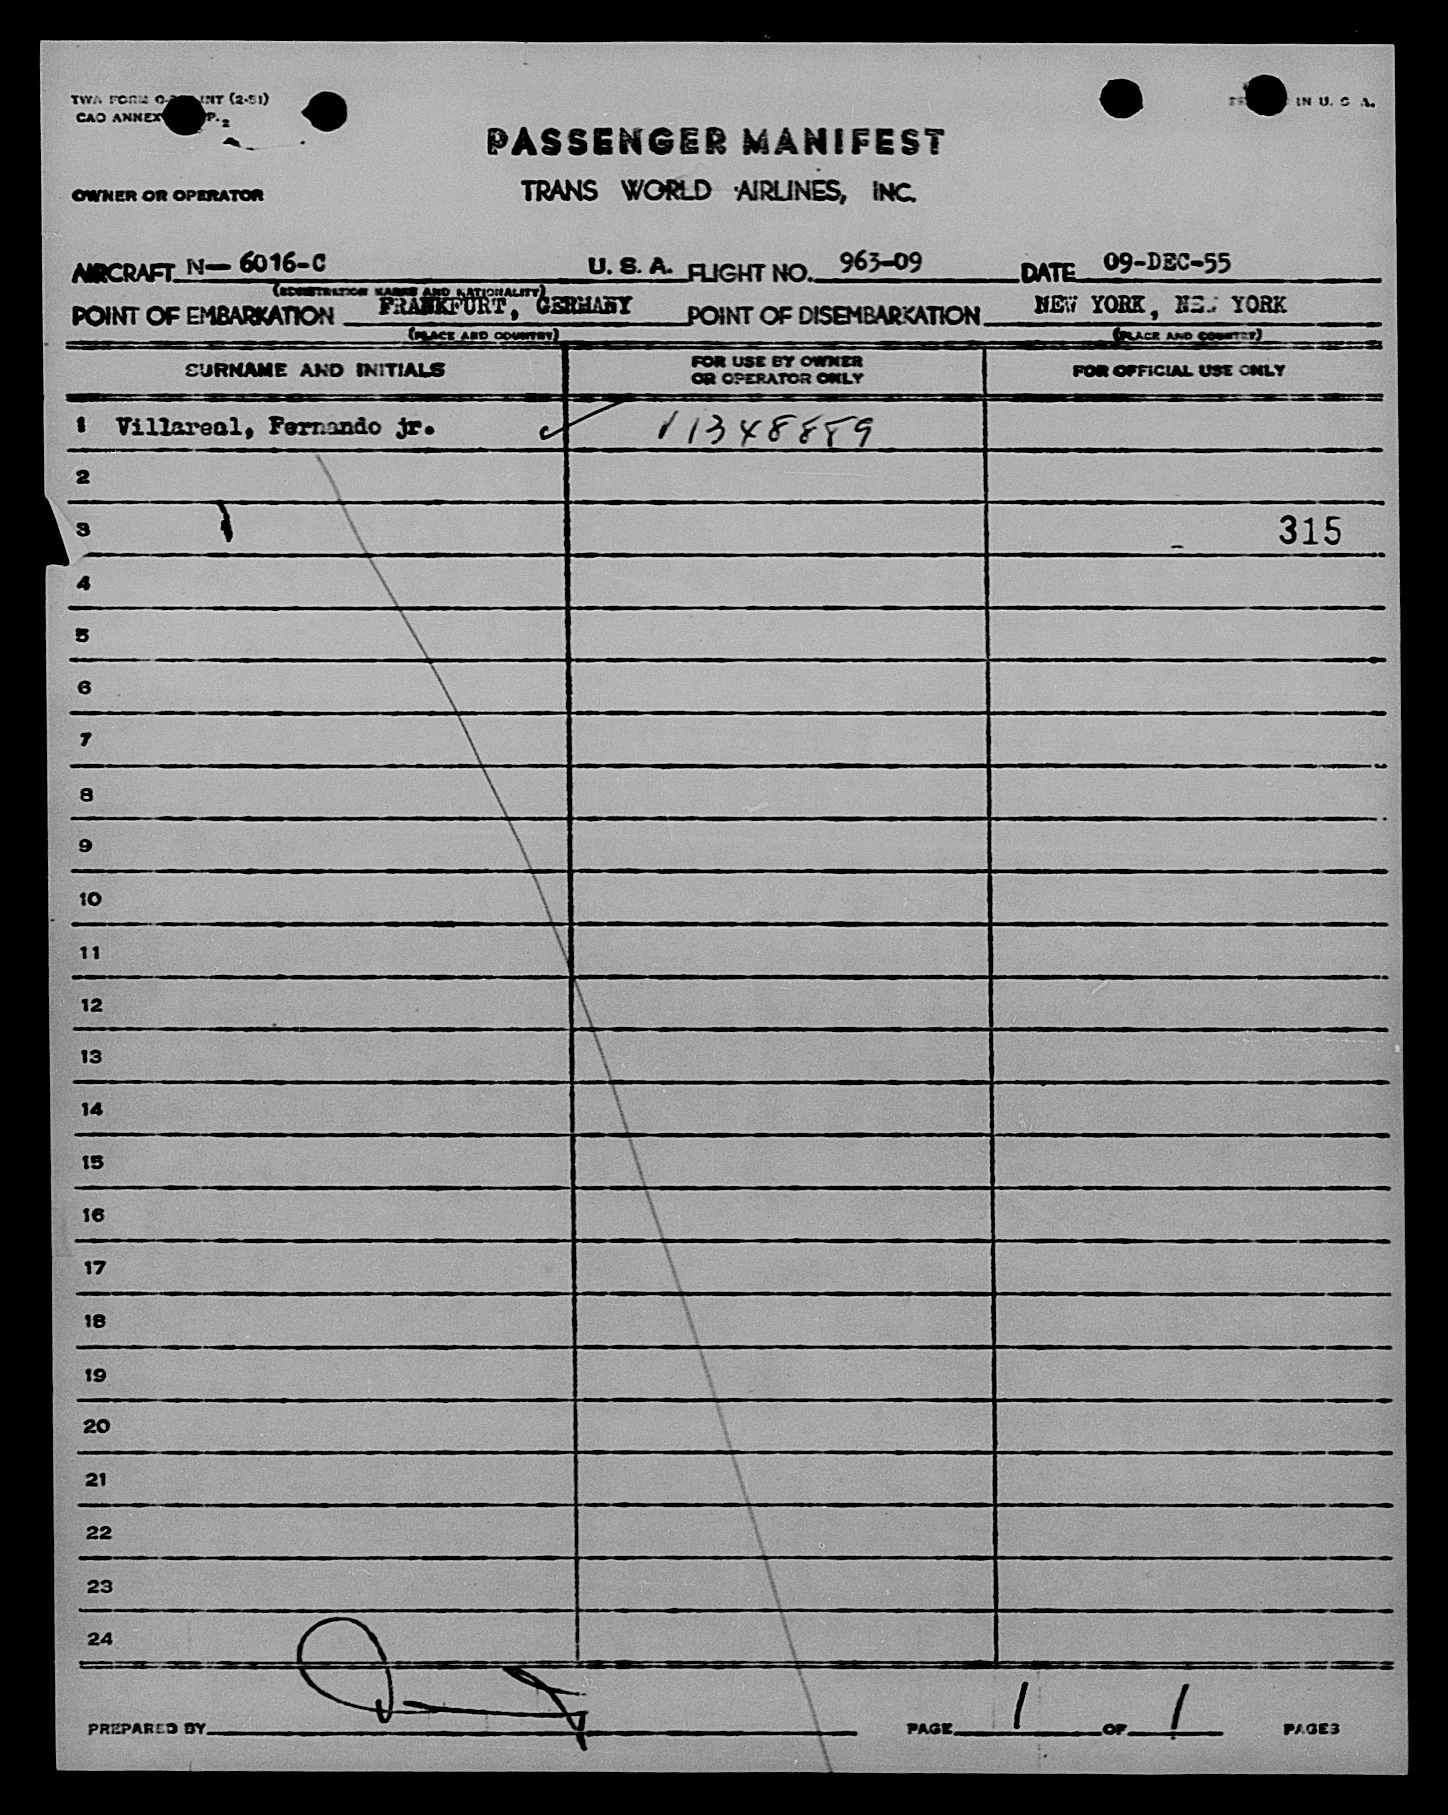 TWA FORM INT (2-51)
IN U. S. A.
CAO ANNEX P. 2
PASSENGER MANIFEST
OWNER OR OPERATOR
TRANS WORLD AIRLINES, INC.
AIRCRAFT N- 6016-C U. S. A. FLIGHT NO. 963-09 DATE 09-DEC-55
(REGISTRATION MARKS AND NATIONALITY)
POINT OF EMBARKATION FRANKFURT, GERMANY POINT OF DISEMBARKATION NEW YORK, NEW YORK
(PLACE AND COUNTRY) (PLACE AND COUNTRY)
SURNAME AND INITIALS FOR USE BY OWNER OR OPERATOR ONLY FOR OFFICIAL USE ONLY
1 Villareal, Fernando jr. ✓ ✓ 1348889
2
3 315
4
5
6
7
8
9
10
11
12
13
14
15
16
17
18
19
20
21
22
23
24
PREPARED BY PAGE 1 OF 1 PAGES